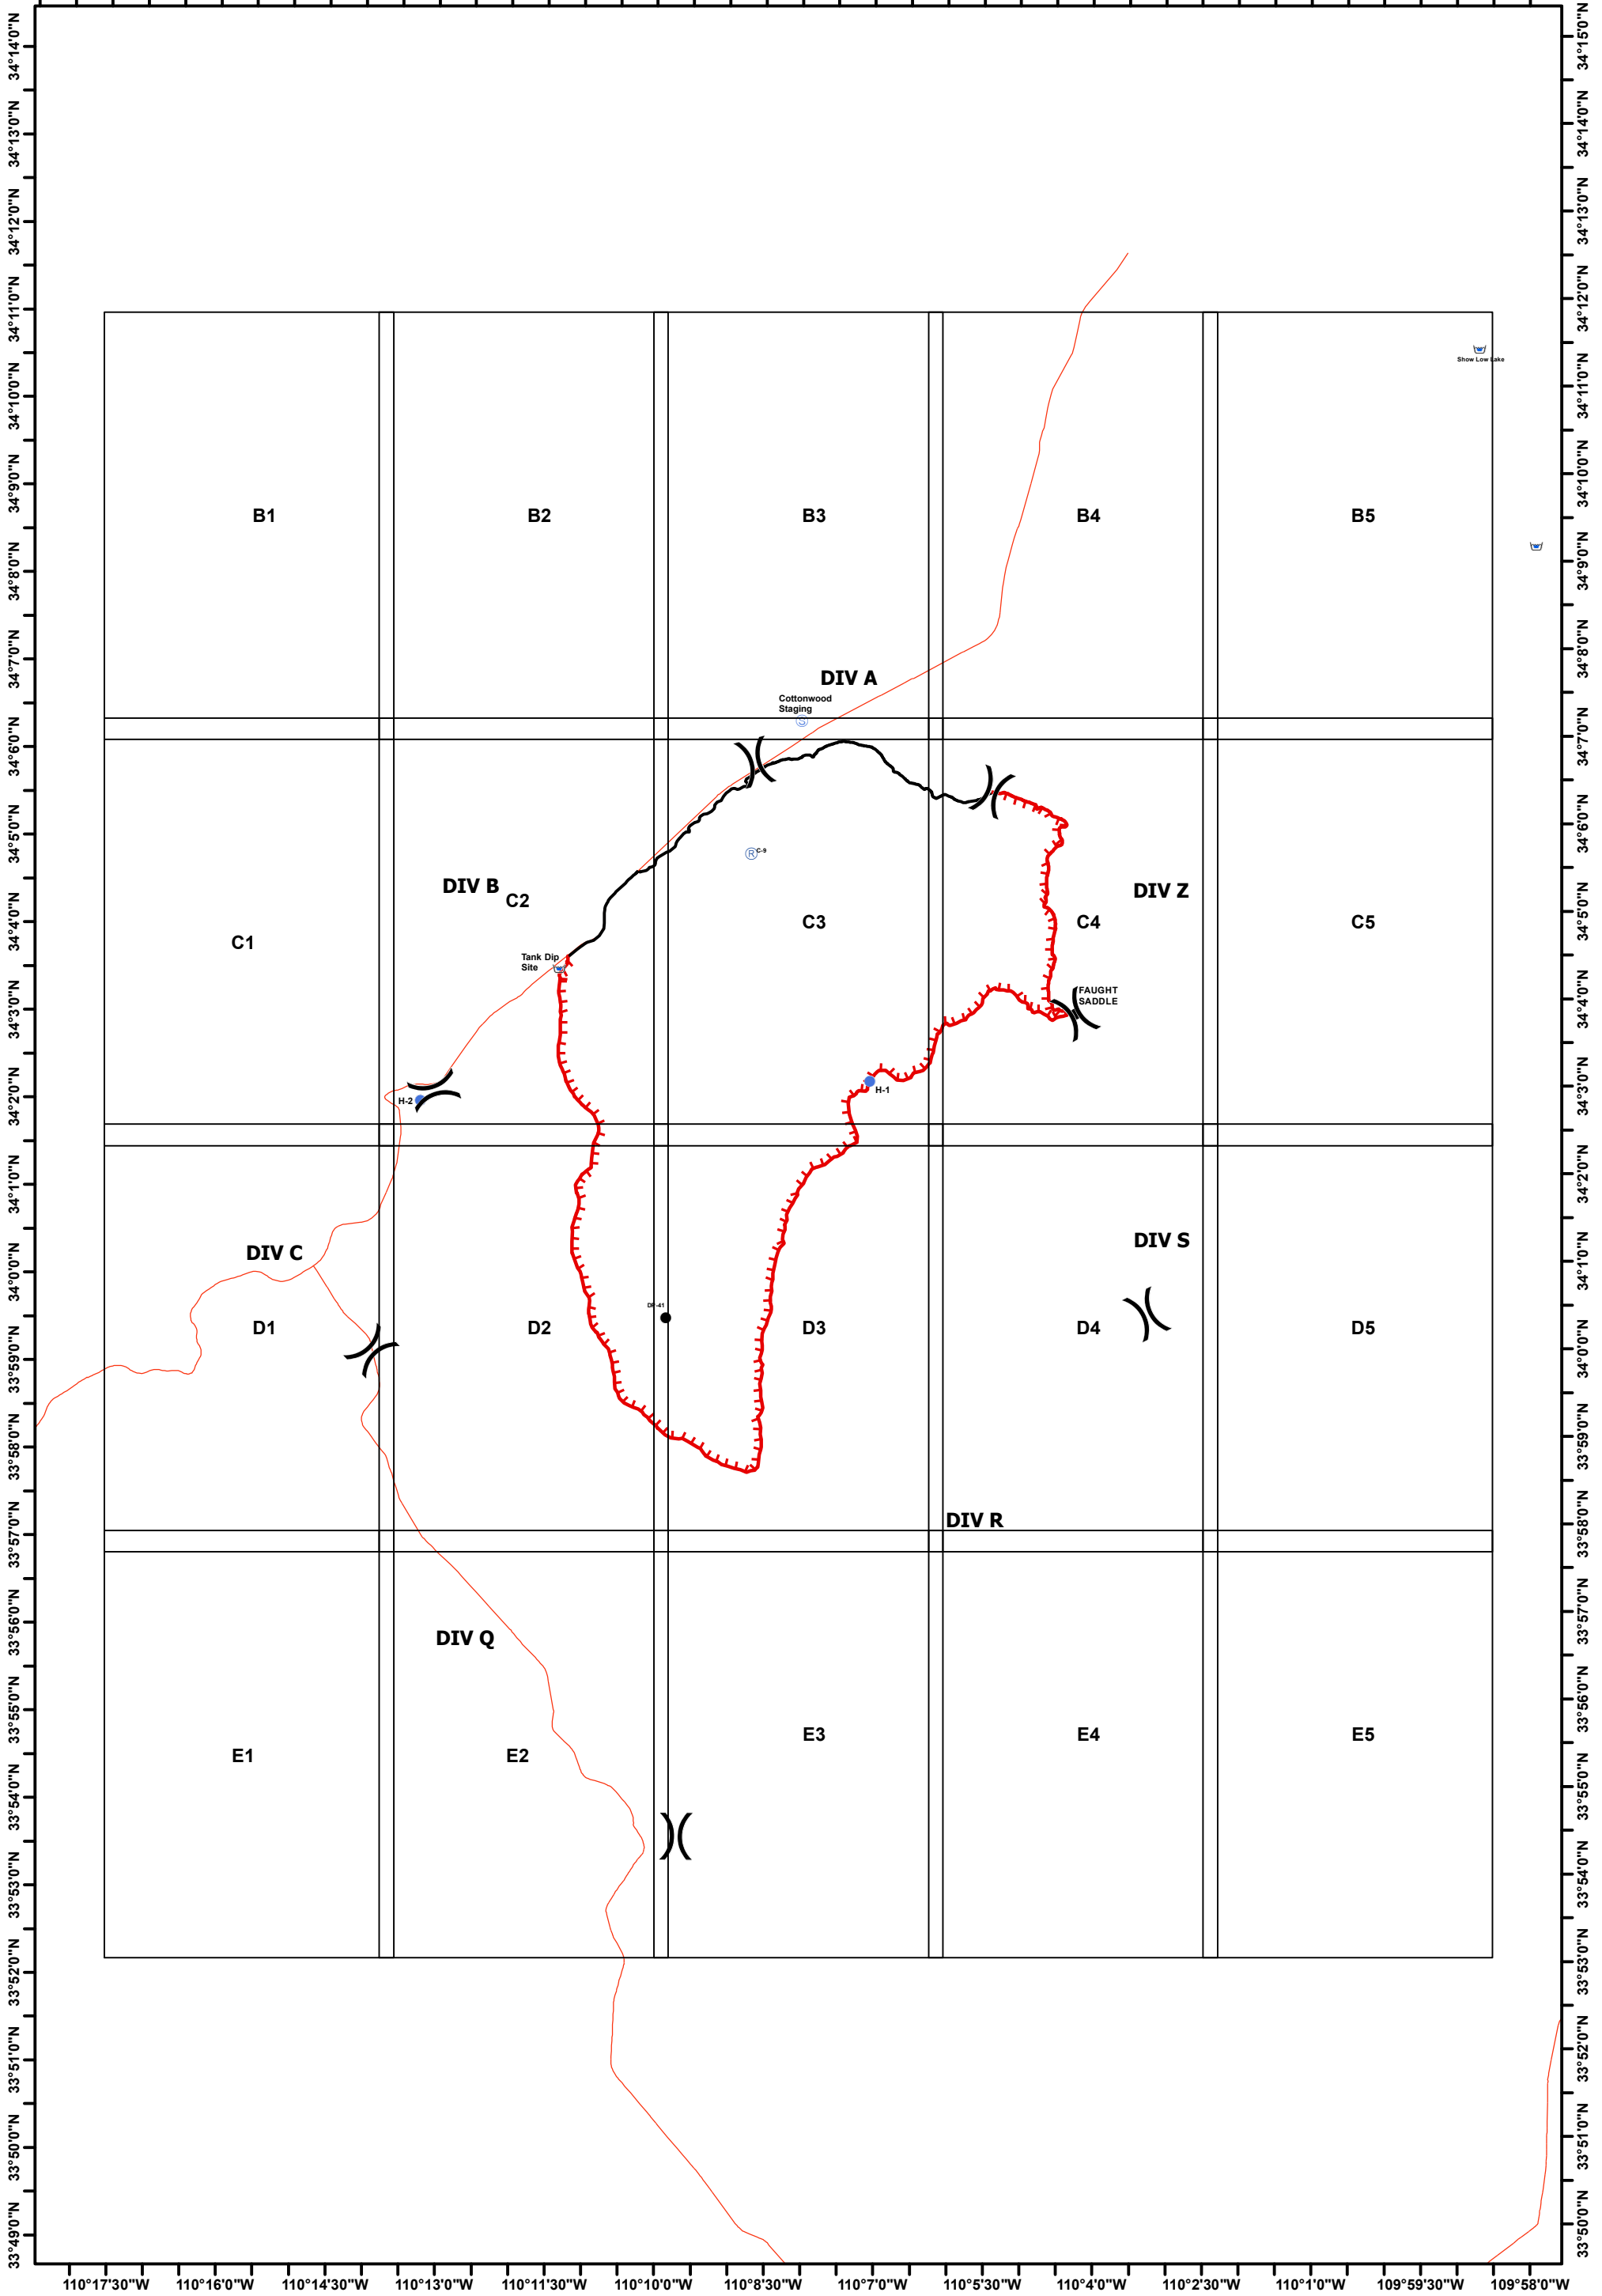 34°14'0"N
34°13'0"N
34°12'0"N
34°11'0"N
34°10'0"N
34°9'0"N
34°8'0"N
34°7'0"N
34°6'0"N
34°5'0"N
34°4'0"N
34°3'0"N
34°2'0"N
34°1'0"N
34°0'0"N
33°59'0"N
33°58'0"N
33°57'0"N
33°56'0"N
33°55'0"N
33°54'0"N
33°53'0"N
33°52'0"N
33°51'0"N
33°50'0"N
33°49'0"N
Show Low Lake
B1
B2
B3
B4
B5
DIV A
Cottonwood
Staging
S
R C-9
DIV B
DIV Z
C2
C3
C4
C5
C1
Tank Dip
Site
FAUGHT
SADDLE
H-1
H-2
DIV S
DIV C
D1
D2
D3
D4
D5
DIV R
DIV Q
E3
E4
E5
E1
E2
34°15'0"N
34°14'0"N
34°13'0"N
34°12'0"N
34°11'0"N
34°10'0"N
34°9'0"N
34°8'0"N
34°7'0"N
34°6'0"N
34°5'0"N
34°4'0"N
34°3'0"N
34°2'0"N
34°1'0"N
34°0'0"N
33°59'0"N
33°58'0"N
33°57'0"N
33°56'0"N
33°55'0"N
33°54'0"N
33°53'0"N
33°52'0"N
33°51'0"N
33°50'0"N
110°17'30"W 110°16'0"W 110°14'30"W 110°13'0"W 110°11'30"W 110°10'0"W 110°8'30"W 110°7'0"W 110°5'30"W 110°4'0"W 110°2'30"W 110°1'0"W 109°59'30"W 109°58'0"W